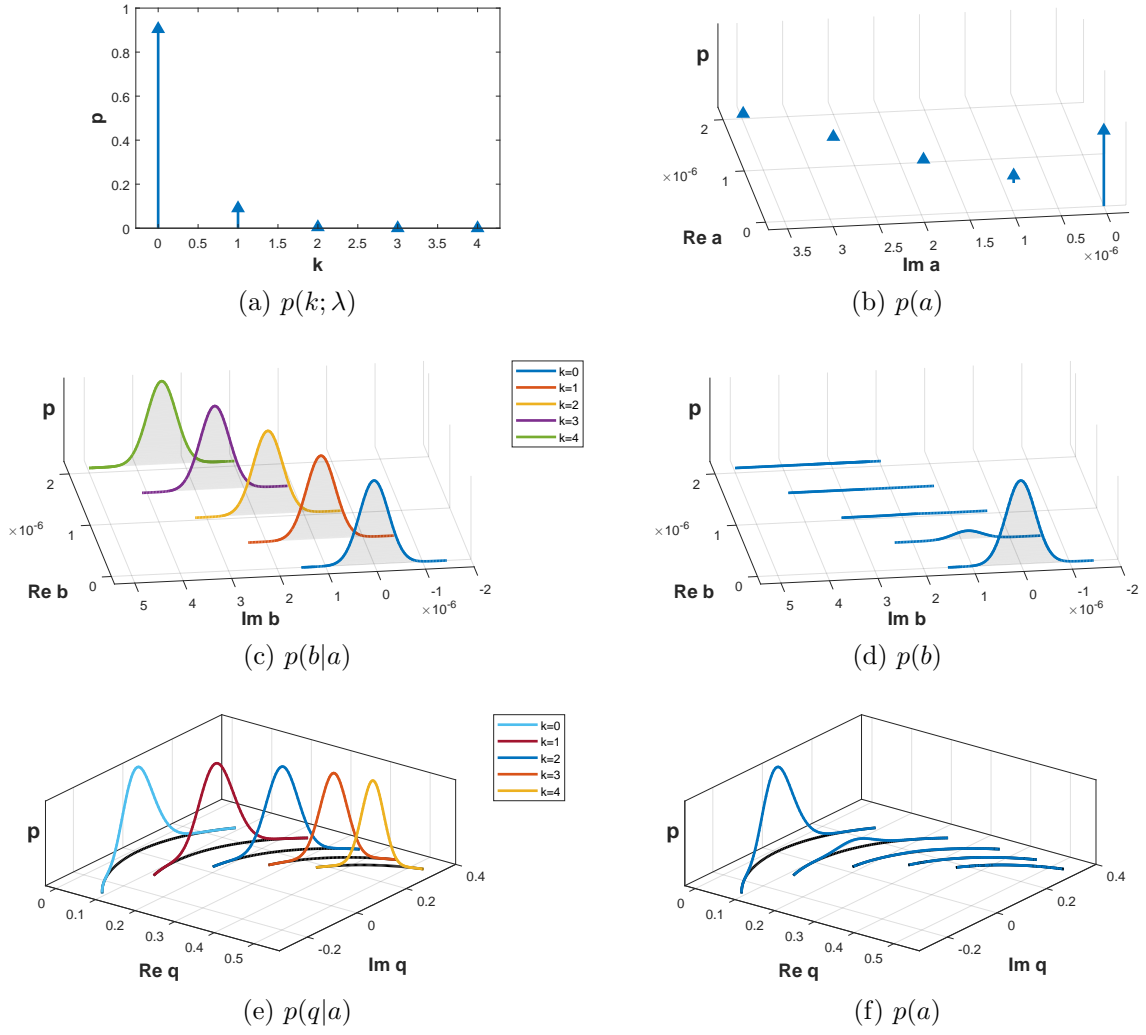 p
1
0.8
0.6
0.4
0.2
0
0 0.5 1 1.5 2 2.5 3 3.5 4
k
(a) p(k; λ)
p
2
1
0
×10⁻⁶
Re a
3.5 3 2.5 2 1.5 1 0.5 0
×10⁻⁶
Im a
(b) p(a)
p
2
1
0
×10⁻⁶
Re b
5 4 3 2 1 0 -1 -2
×10⁻⁶
Im b
k=0
k=1
k=2
k=3
k=4
(c) p(b|a)
p
2
1
0
×10⁻⁶
Re b
5 4 3 2 1 0 -1 -2
×10⁻⁶
Im b
(d) p(b)
p
0 0.1 0.2 0.3 0.4 0.5
Re q
-0.2 0 0.2 0.4
Im q
k=0
k=1
k=2
k=3
k=4
(e) p(q|a)
p
0 0.1 0.2 0.3 0.4 0.5
Re q
-0.2 0 0.2 0.4
Im q
(f) p(a)